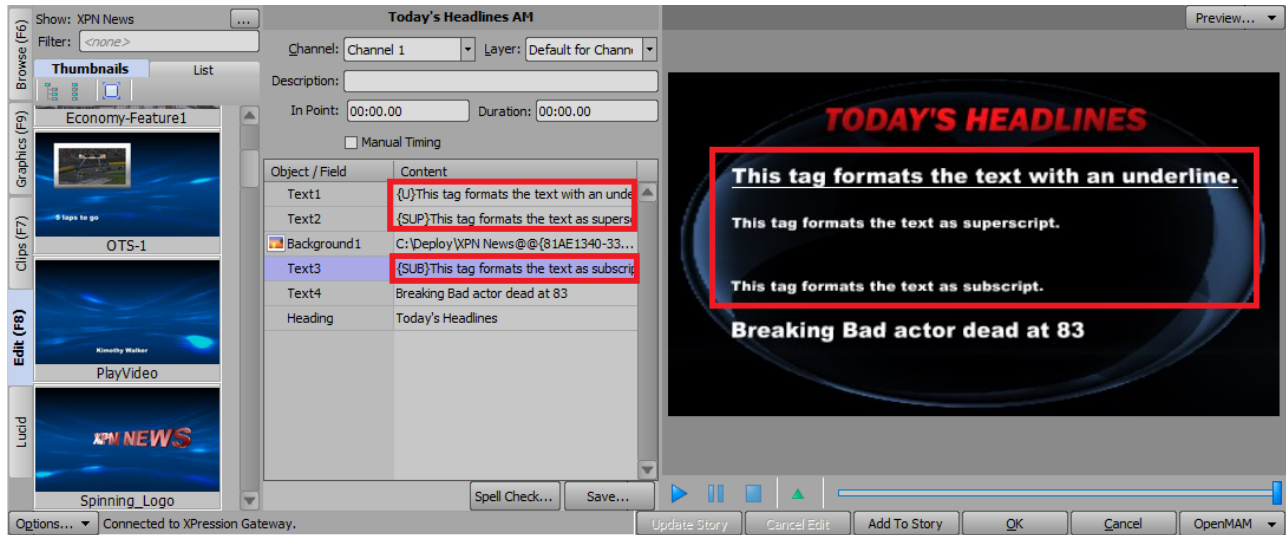 Show: XPN News
...
Filter: <none>
Thumbnails List
Browse (F6)
Graphics (F9)
Clips (F7)
Edit (F8)
Lucid
Economy-Feature1
5 laps to go
OTS-1
Kimothy Walker
PlayVideo
XPN NEWS
Spinning_Logo
Today's Headlines AM
Channel: Channel 1 Layer: Default for Chann
Description:
In Point: 00:00.00 Duration: 00:00.00
Manual Timing
Object / Field Content
Text1 {U}This tag formats the text with an unde
Text2 {SUP}This tag formats the text as supersc
Background1 C:\Deploy\XPN News@@{81AE1340-33...
Text3 {SUB}This tag formats the text as subscrip
Text4 Breaking Bad actor dead at 83
Heading Today's Headlines
Spell Check... Save...
Preview...
TODAY'S HEADLINES
This tag formats the text with an underline.
This tag formats the text as superscript.
This tag formats the text as subscript.
Breaking Bad actor dead at 83
Options... Connected to XPression Gateway.
Update Story Cancel Edit Add To Story OK Cancel OpenMAM